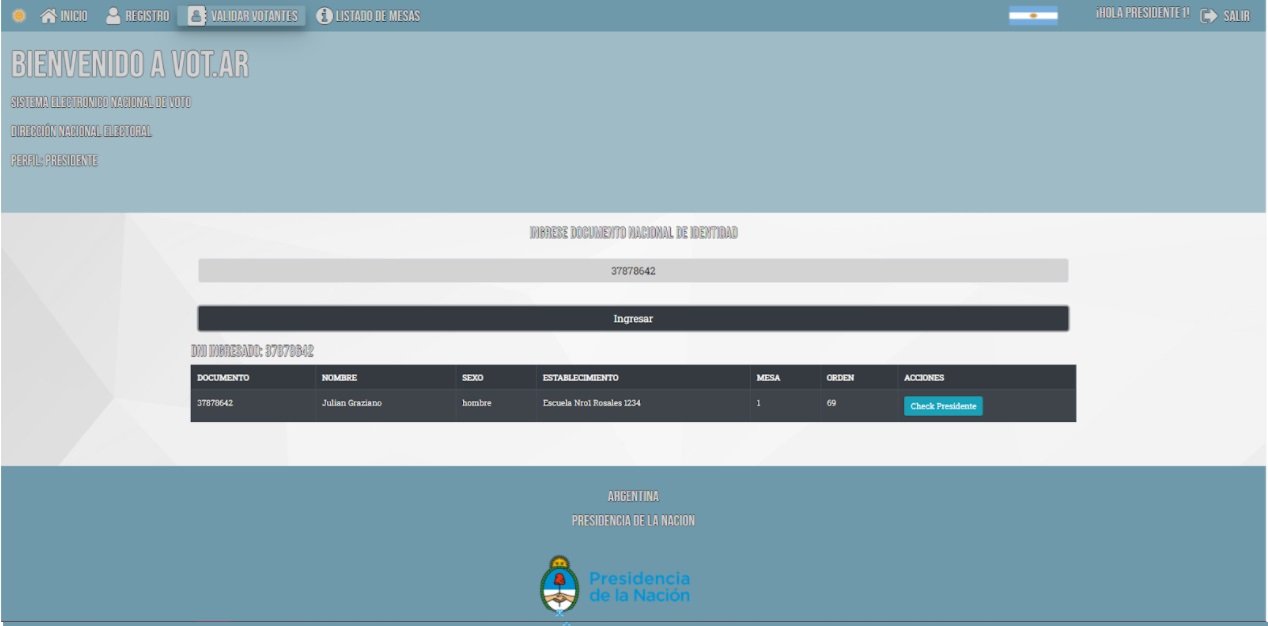 INICIO REGISTRO VALIDAR VOTANTES LISTADO DE MESAS ¡HOLA PRESIDENTE 1! SALIR
BIENVENIDO A VOT.AR
SISTEMA ELECTRONICO NACIONAL DE VOTO
DIRECCIÓN NACIONAL ELECTORAL
PERFIL: PRESIDENTE
INGRESE DOCUMENTO NACIONAL DE IDENTIDAD
37878642
Ingresar
DNI INGRESADO: 37878642
DOCUMENTO NOMBRE SEXO ESTABLECIMIENTO MESA ORDEN ACCIONES
37878642 Julian Graziano hombre Escuela Nro1 Rosales 1234 1 69 Check Presidente
ARGENTINA
PRESIDENCIA DE LA NACION
Presidencia
de la Nación